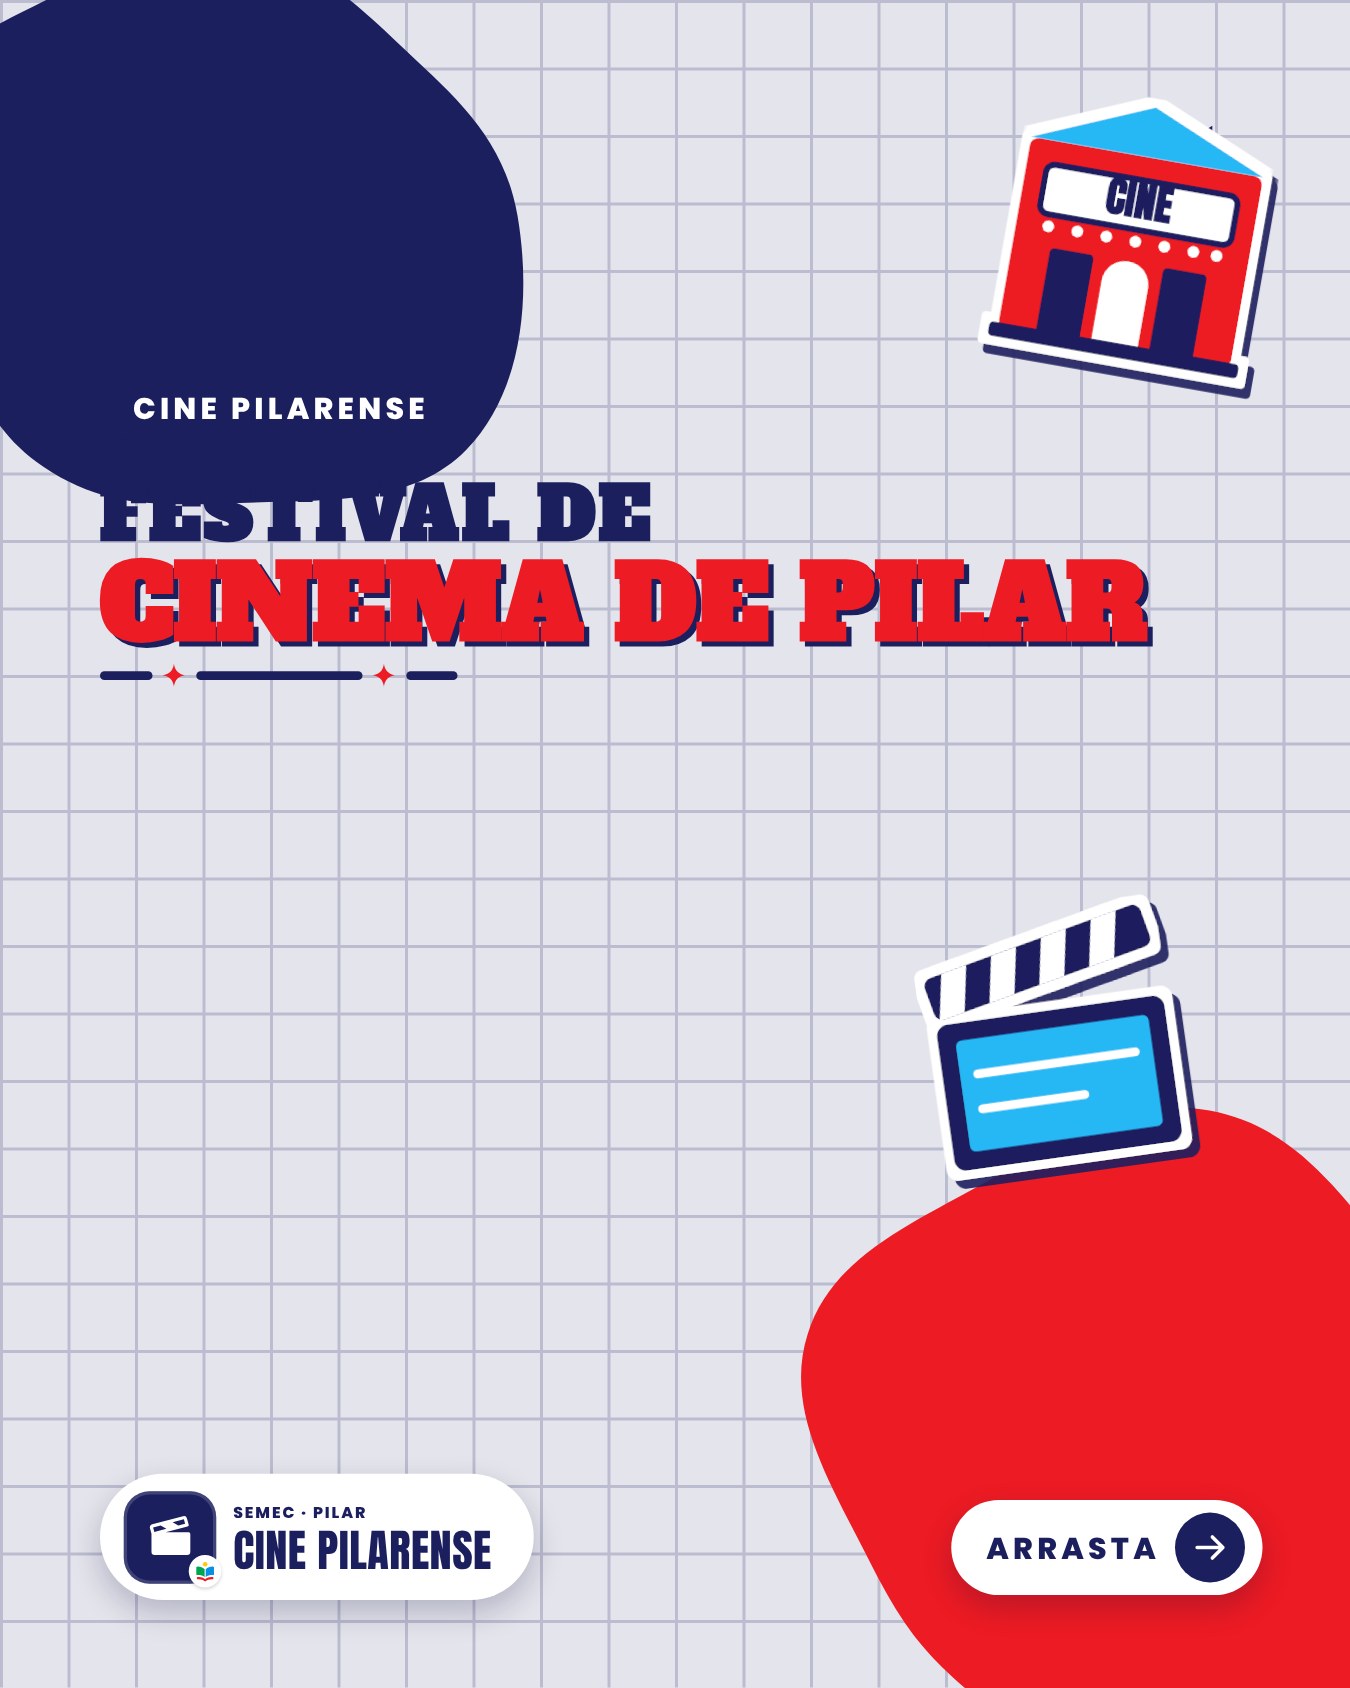 CINE
CINE PILARENSE
FESTIVAL DE
CINEMA DE PILAR
SEMEC · PILAR
CINE PILARENSE
ARRASTA